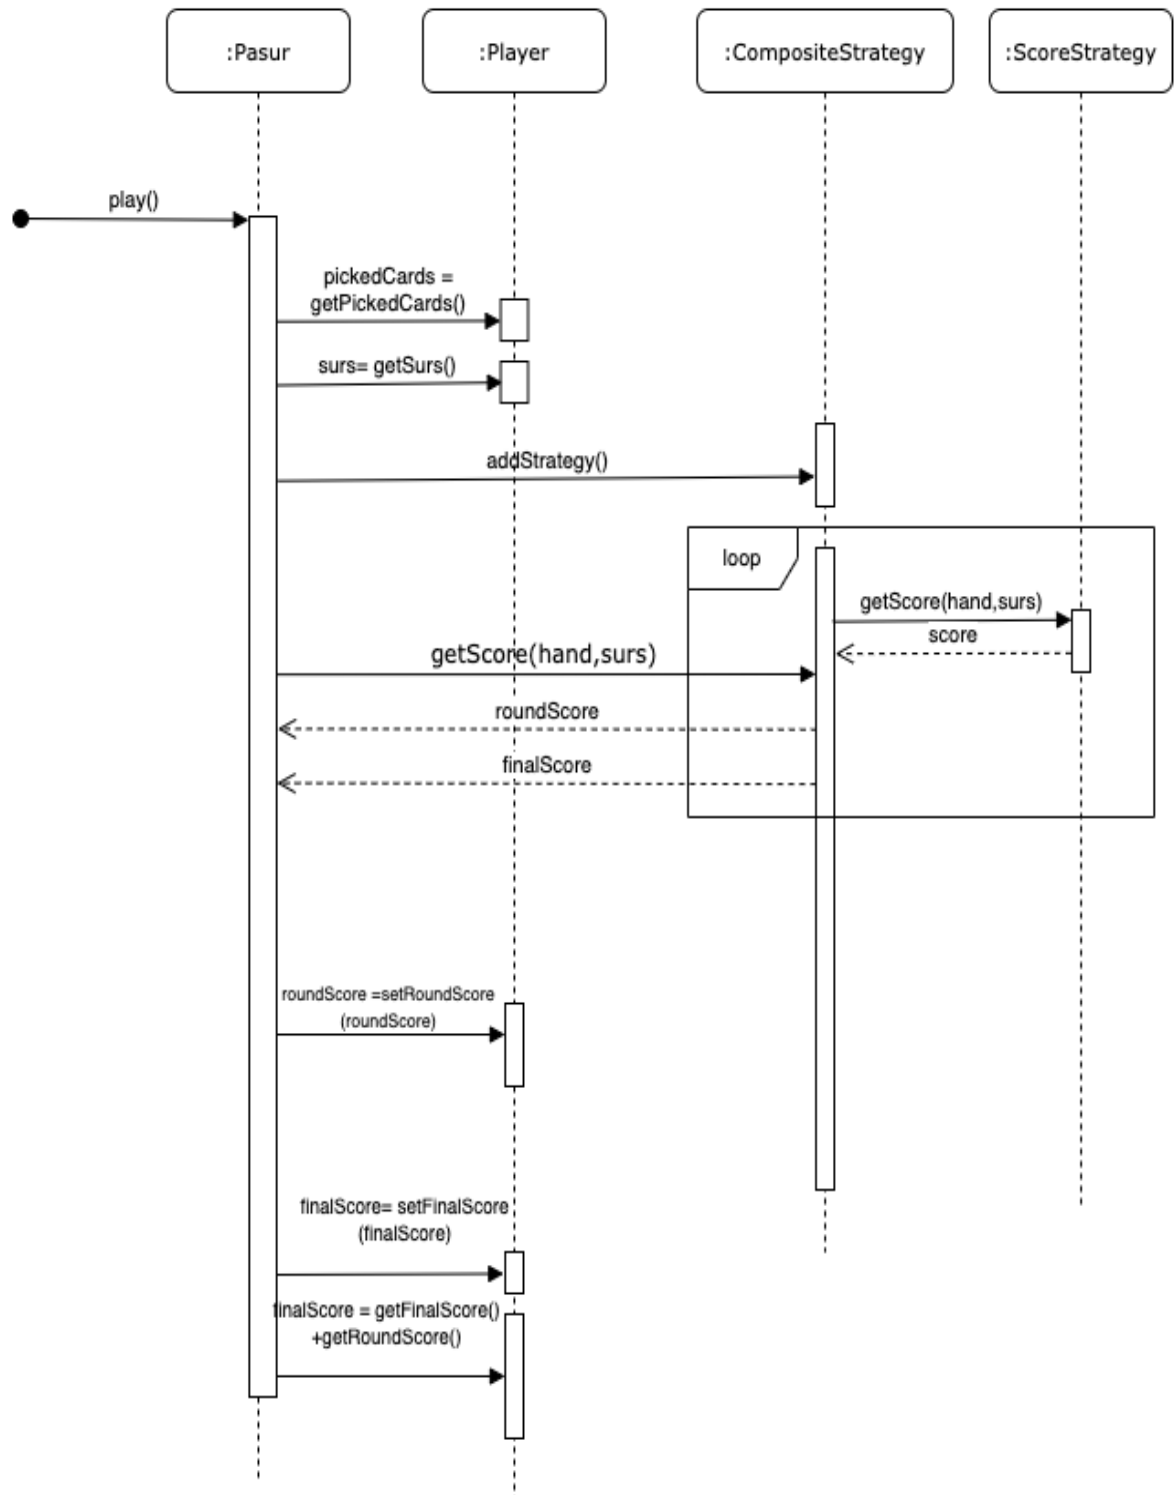 :Pasur
:Player
:CompositeStrategy
:ScoreStrategy
play()
pickedCards =
getPickedCards()
surs= getSurs()
addStrategy()
loop
getScore(hand,surs)
score
getScore(hand,surs)
roundScore
finalScore
roundScore =setRoundScore
(roundScore)
finalScore= setFinalScore
(finalScore)
finalScore = getFinalScore()
+getRoundScore()